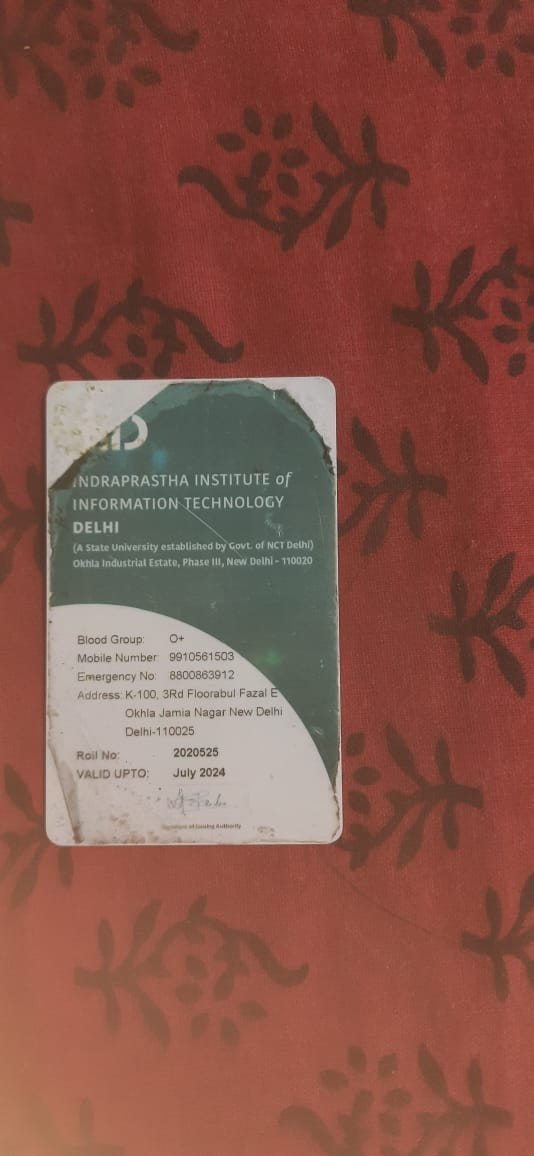 INDRAPRASTHA INSTITUTE of
INFORMATION TECHNOLOGY
DELHI
(A State University established by Govt. of NCT Delhi)
Okhla Industrial Estate, Phase III, New Delhi - 110020
Blood Group: O+
Mobile Number: 9910561503
Emergency No: 8800863912
Address: K-100, 3Rd Floorabul Fazal E
Okhla Jamia Nagar New Delhi
Delhi-110025
Roll No: 2020525
VALID UPTO: July 2024
Signature of Issuing Authority